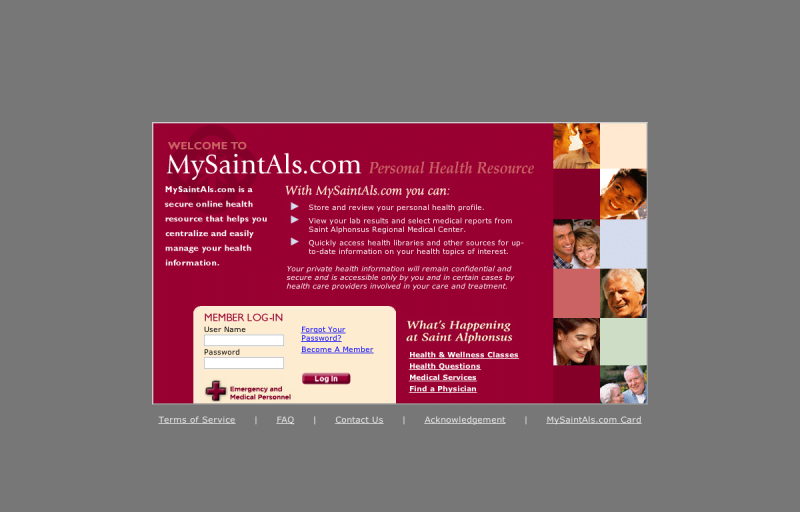 WELCOME TO
MySaintAls.com Personal Health Resource
MySaintAls.com is a
secure online health
resource that helps you
centralize and easily
manage your health
information.
With MySaintAls.com you can:
Store and review your personal health profile.
View your lab results and select medical reports from
Saint Alphonsus Regional Medical Center.
Quickly access health libraries and other sources for up-
to-date information on your health topics of interest.
Your private health information will remain confidential and
secure and is accessible only by you and in certain cases by
health care providers involved in your care and treatment.
MEMBER LOG-IN
User Name
Password
Forgot Your
Password?
Become A Member
Log In
Emergency and
Medical Personnel
What's Happening
at Saint Alphonsus
Health & Wellness Classes
Health Questions
Medical Services
Find a Physician
Terms of Service | FAQ | Contact Us | Acknowledgement | MySaintAls.com Card